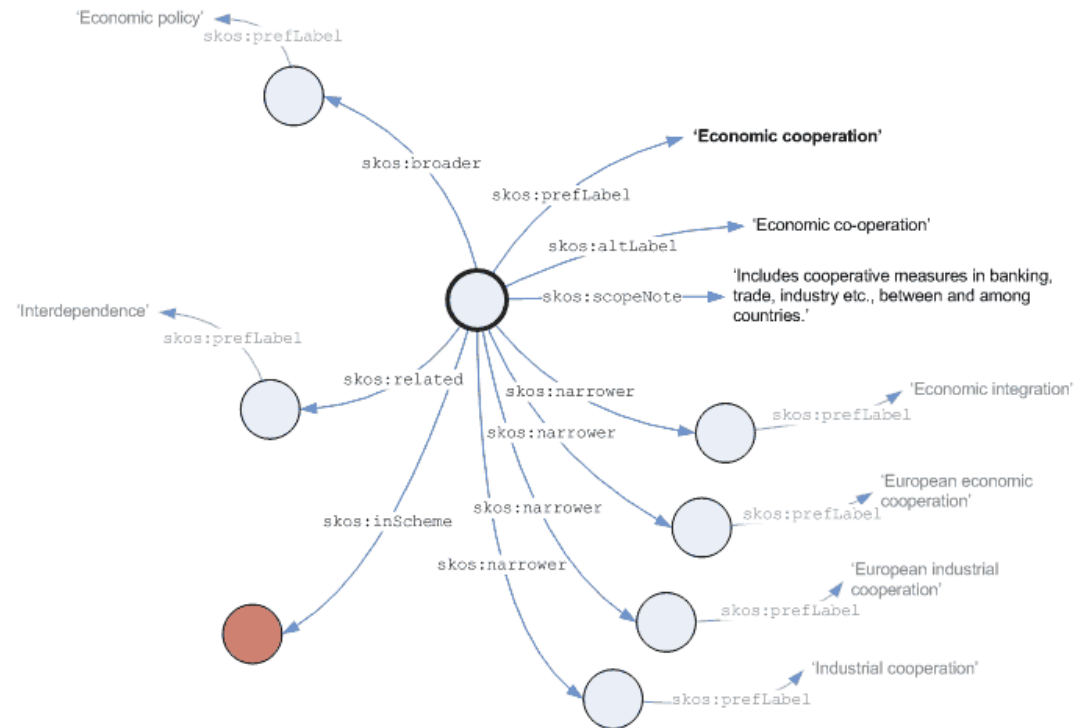 ‘Economic policy’
skos:prefLabel
skos:broader
‘Economic cooperation’
skos:prefLabel
‘Economic co-operation’
skos:altLabel
skos:scopeNote
‘Includes cooperative measures in banking,
trade, industry etc., between and among
countries.’
‘Interdependence’
skos:prefLabel
skos:related
skos:narrower
‘Economic integration’
skos:prefLabel
skos:narrower
‘European economic
cooperation’
skos:prefLabel
skos:narrower
skos:inScheme
skos:narrower
‘European industrial
cooperation’
skos:prefLabel
‘Industrial cooperation’
skos:prefLabel